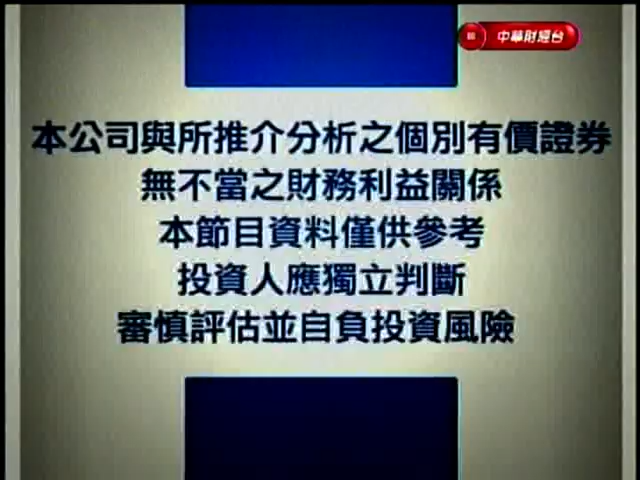 中華財經台
本公司與所推介分析之個別有價證券
無不當之財務利益關係
本節目資料僅供參考
投資人應獨立判斷
審慎評估並自負投資風險